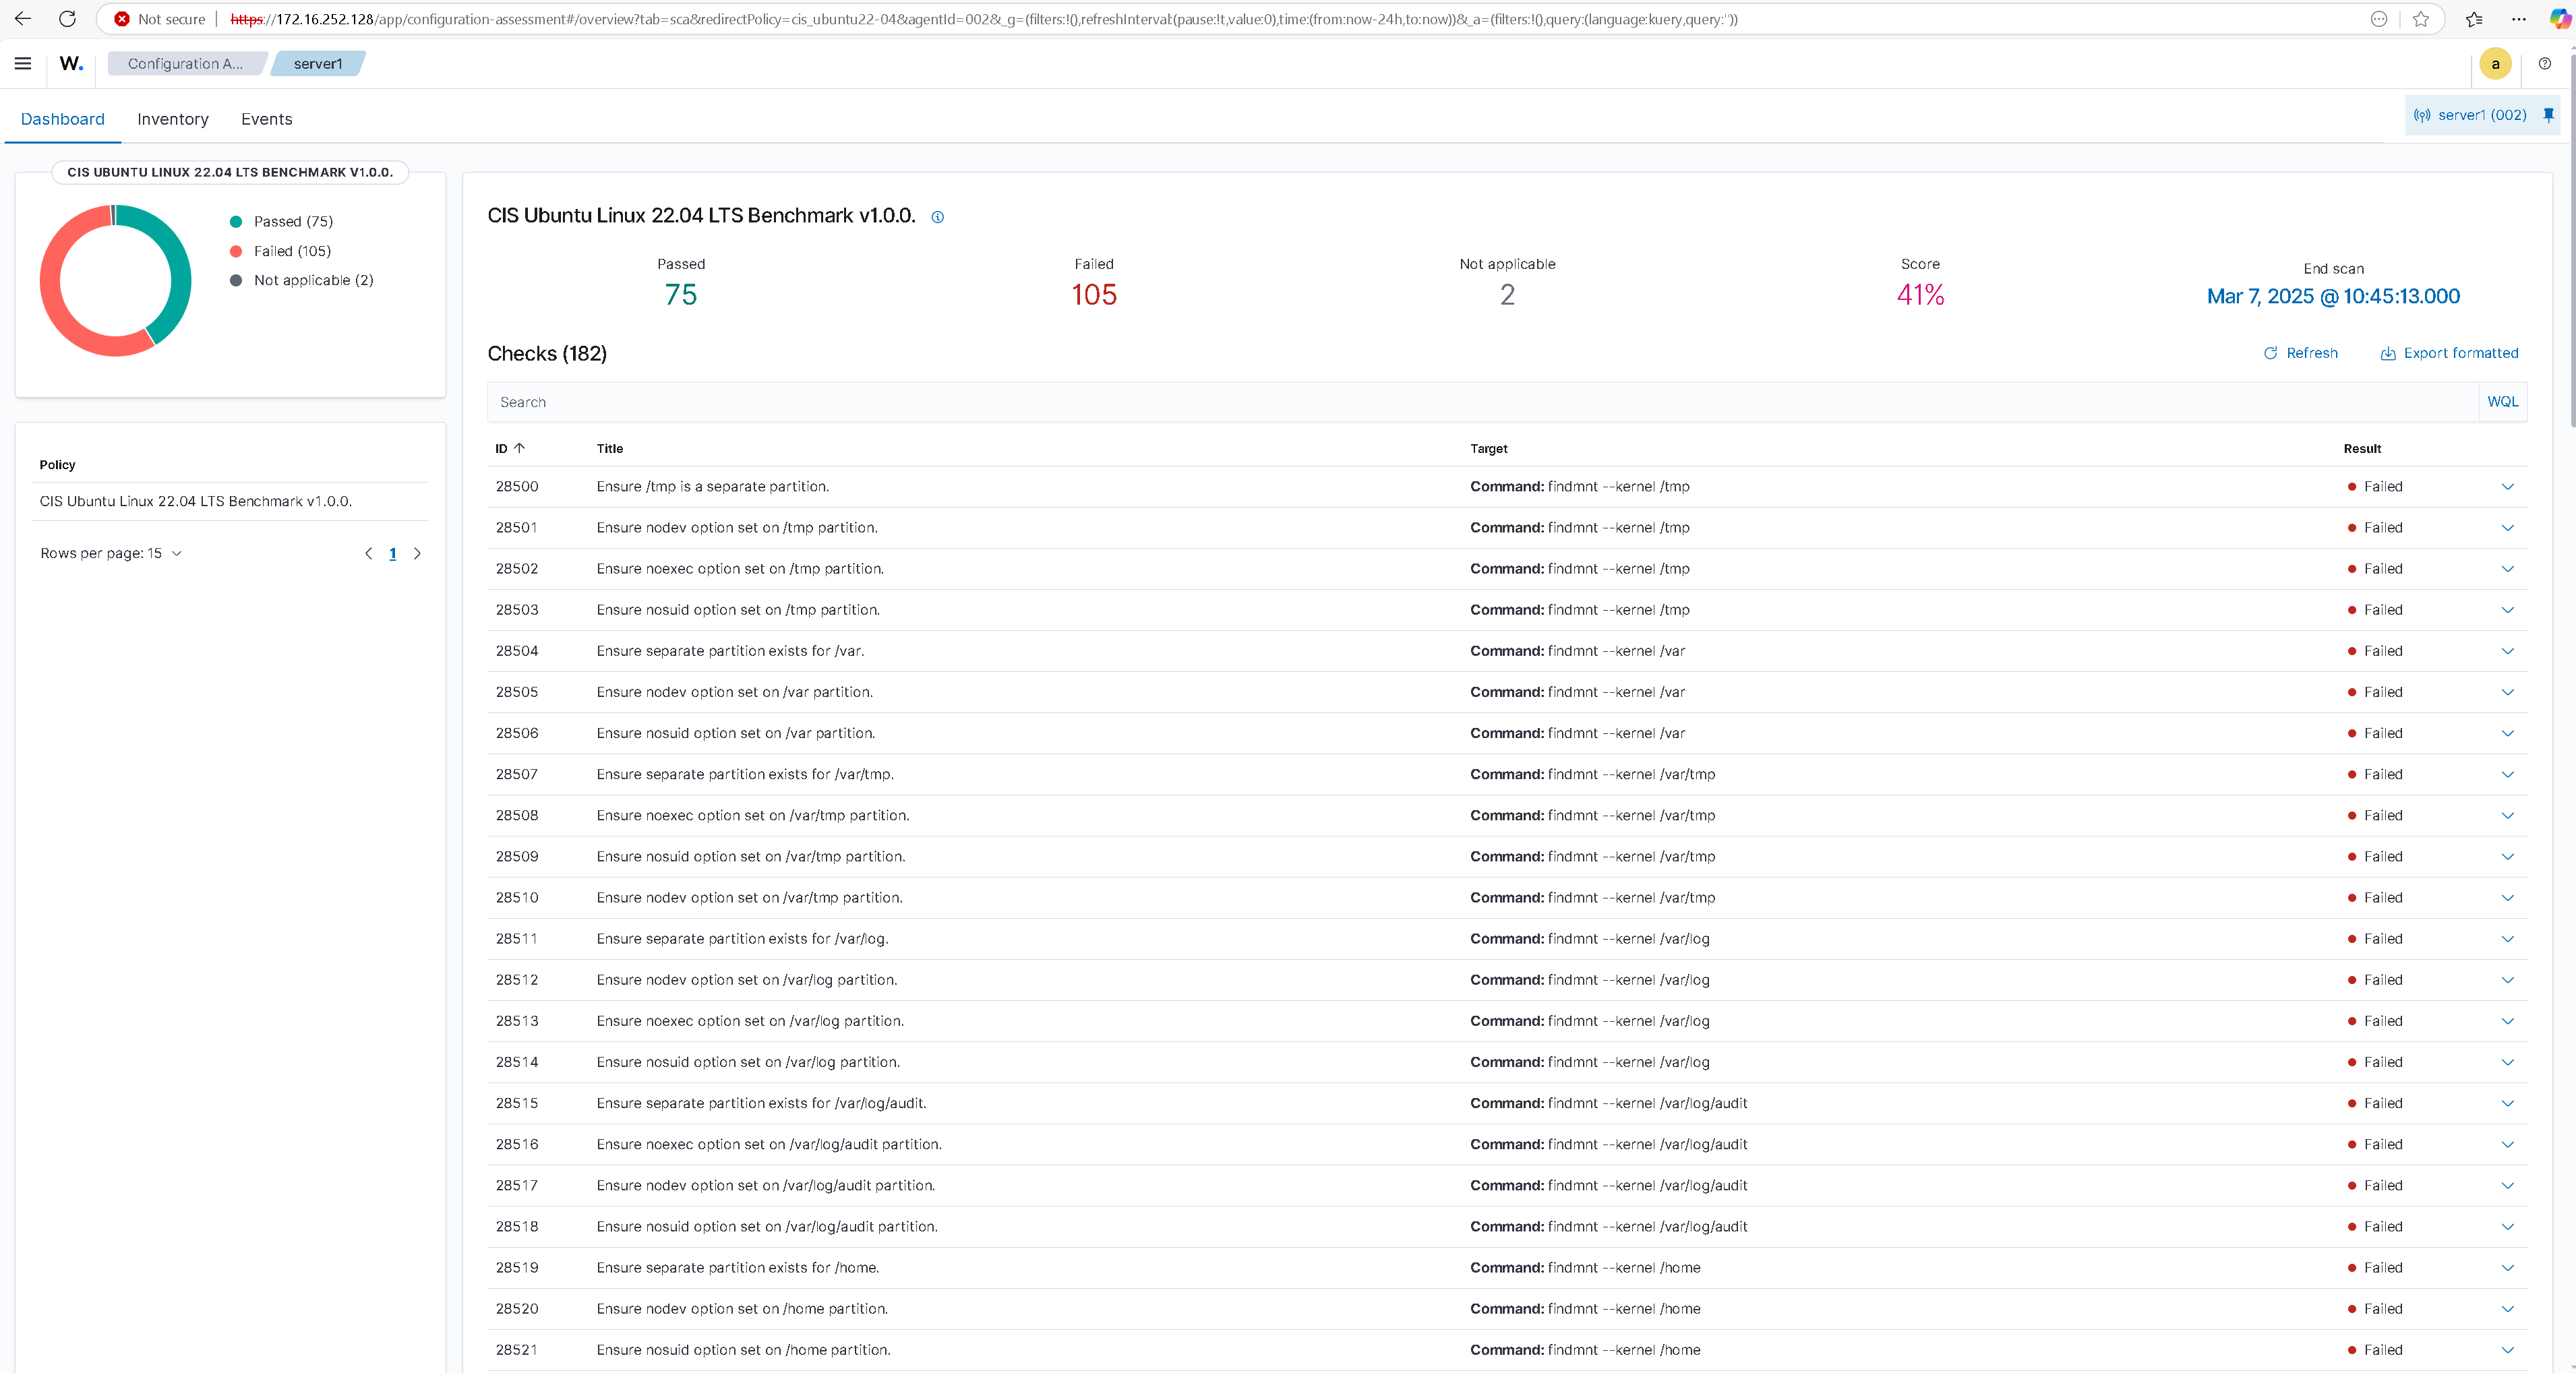 Not secure | https://172.16.252.128/app/configuration-assessment#/overview?tab=sca&redirectPolicy=cis_ubuntu22-04&agentId=002&_g=(filters:!(),refreshInterval:(pause:!t,value:0),time:(from:now-24h,to:now))&_a=(filters:!(),query:(language:kuery,query:''))
W. Configuration A... server1 a
Dashboard Inventory Events server1 (002)
CIS UBUNTU LINUX 22.04 LTS BENCHMARK V1.0.0.
Passed (75)
Failed (105)
Not applicable (2)
Policy
CIS Ubuntu Linux 22.04 LTS Benchmark v1.0.0.
Rows per page: 15 1
CIS Ubuntu Linux 22.04 LTS Benchmark v1.0.0.
Passed Failed Not applicable Score End scan
75 105 2 41% Mar 7, 2025 @ 10:45:13.000
Checks (182) Refresh Export formatted
Search WQL
ID Title Target Result
28500 Ensure /tmp is a separate partition. Command: findmnt --kernel /tmp Failed
28501 Ensure nodev option set on /tmp partition. Command: findmnt --kernel /tmp Failed
28502 Ensure noexec option set on /tmp partition. Command: findmnt --kernel /tmp Failed
28503 Ensure nosuid option set on /tmp partition. Command: findmnt --kernel /tmp Failed
28504 Ensure separate partition exists for /var. Command: findmnt --kernel /var Failed
28505 Ensure nodev option set on /var partition. Command: findmnt --kernel /var Failed
28506 Ensure nosuid option set on /var partition. Command: findmnt --kernel /var Failed
28507 Ensure separate partition exists for /var/tmp. Command: findmnt --kernel /var/tmp Failed
28508 Ensure noexec option set on /var/tmp partition. Command: findmnt --kernel /var/tmp Failed
28509 Ensure nosuid option set on /var/tmp partition. Command: findmnt --kernel /var/tmp Failed
28510 Ensure nodev option set on /var/tmp partition. Command: findmnt --kernel /var/tmp Failed
28511 Ensure separate partition exists for /var/log. Command: findmnt --kernel /var/log Failed
28512 Ensure nodev option set on /var/log partition. Command: findmnt --kernel /var/log Failed
28513 Ensure noexec option set on /var/log partition. Command: findmnt --kernel /var/log Failed
28514 Ensure nosuid option set on /var/log partition. Command: findmnt --kernel /var/log Failed
28515 Ensure separate partition exists for /var/log/audit. Command: findmnt --kernel /var/log/audit Failed
28516 Ensure noexec option set on /var/log/audit partition. Command: findmnt --kernel /var/log/audit Failed
28517 Ensure nodev option set on /var/log/audit partition. Command: findmnt --kernel /var/log/audit Failed
28518 Ensure nosuid option set on /var/log/audit partition. Command: findmnt --kernel /var/log/audit Failed
28519 Ensure separate partition exists for /home. Command: findmnt --kernel /home Failed
28520 Ensure nodev option set on /home partition. Command: findmnt --kernel /home Failed
28521 Ensure nosuid option set on /home partition. Command: findmnt --kernel /home Failed